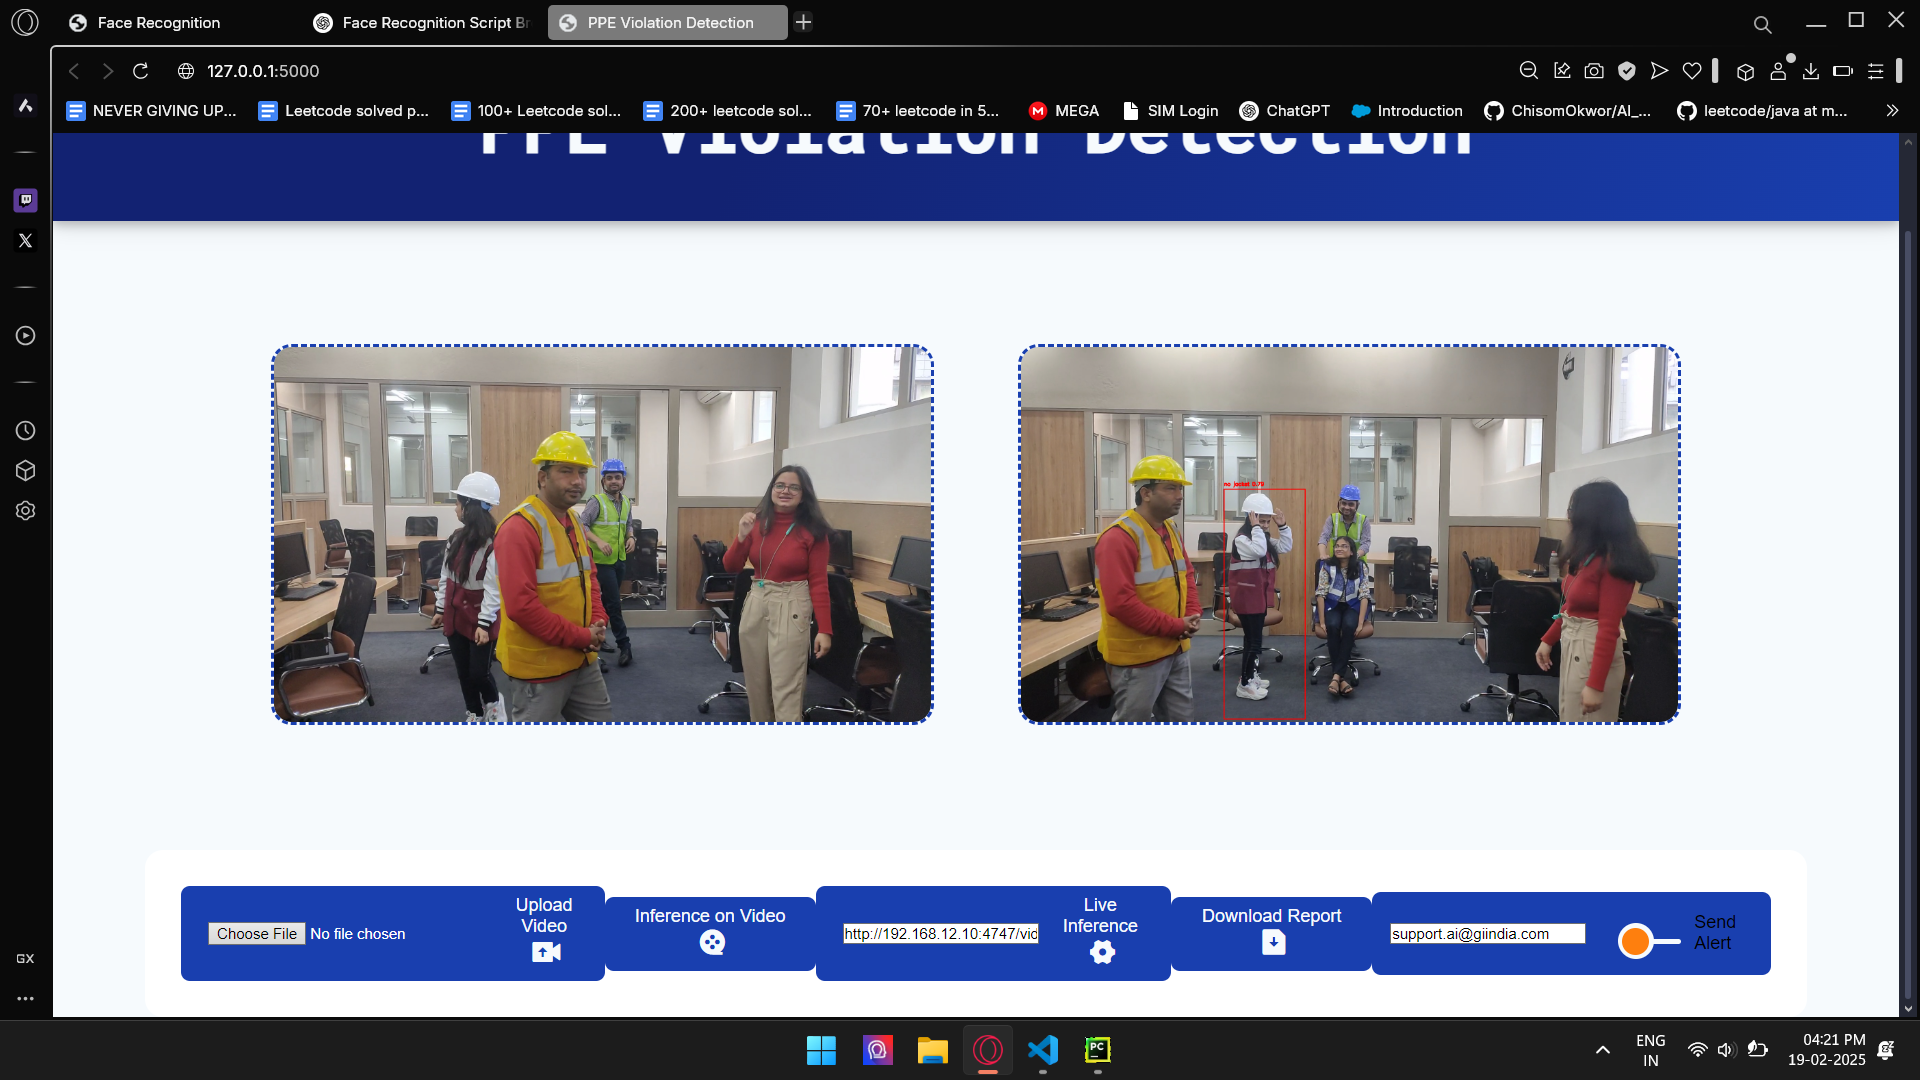 Face Recognition
Face Recognition Script Br
PPE Violation Detection
127.0.0.1:5000
NEVER GIVING UP...
Leetcode solved p...
100+ Leetcode sol...
200+ leetcode sol...
70+ leetcode in 5...
MEGA
SIM Login
ChatGPT
Introduction
ChisomOkwor/AI_...
leetcode/java at m...
PPE Violation Detection
no jacket 0.79
Choose File No file chosen
Upload
Video
Inference on Video
http://192.168.12.10:4747/vid
Live
Inference
Download Report
support.ai@giindia.com
Send
Alert
GX
PC
ENG
IN
04:21 PM
19-02-2025